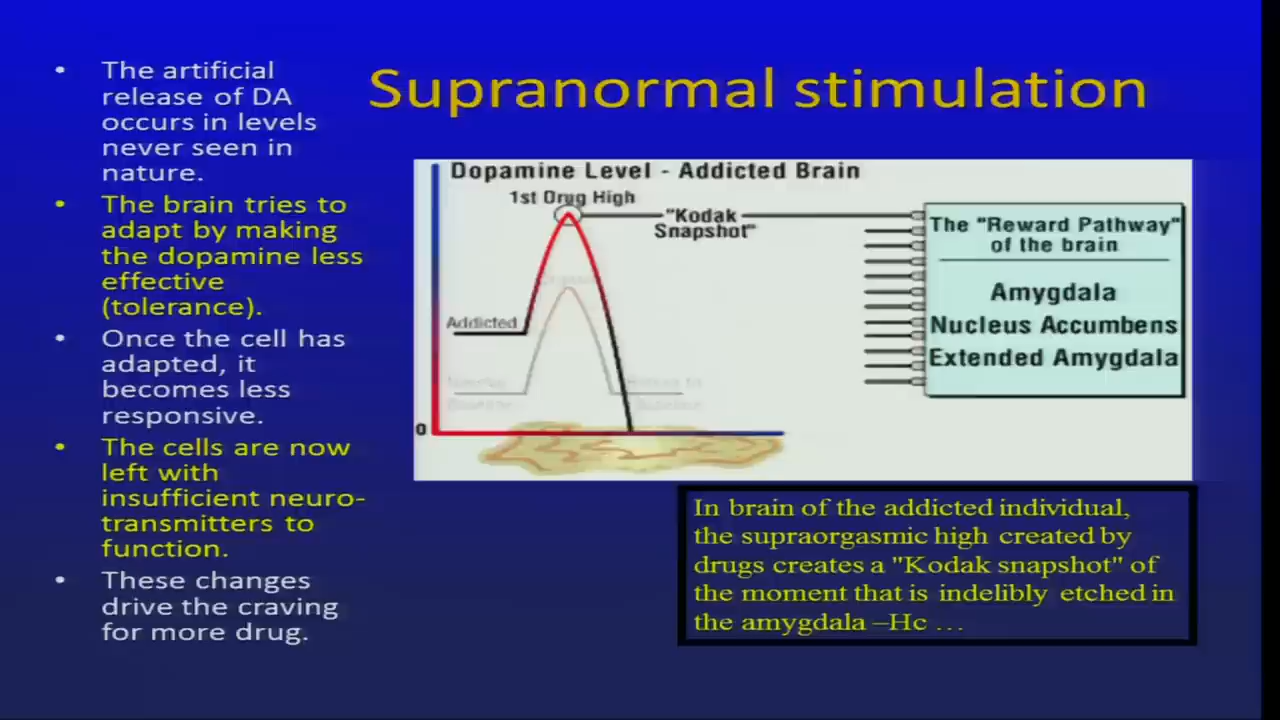 Supranormal stimulation
• The artificial
release of DA
occurs in levels
never seen in
nature.
• The brain tries to
adapt by making
the dopamine less
effective
(tolerance).
• Once the cell has
adapted, it
becomes less
responsive.
• The cells are now
left with
insufficient neuro-
transmitters to
function.
• These changes
drive the craving
for more drug.
Dopamine Level - Addicted Brain
1st Drug High
"Kodak
Snapshot"
Addicted
0
The "Reward Pathway"
of the brain
Amygdala
Nucleus Accumbens
Extended Amygdala
In brain of the addicted individual,
the supraorgasmic high created by
drugs creates a "Kodak snapshot" of
the moment that is indelibly etched in
the amygdala –Hc ...